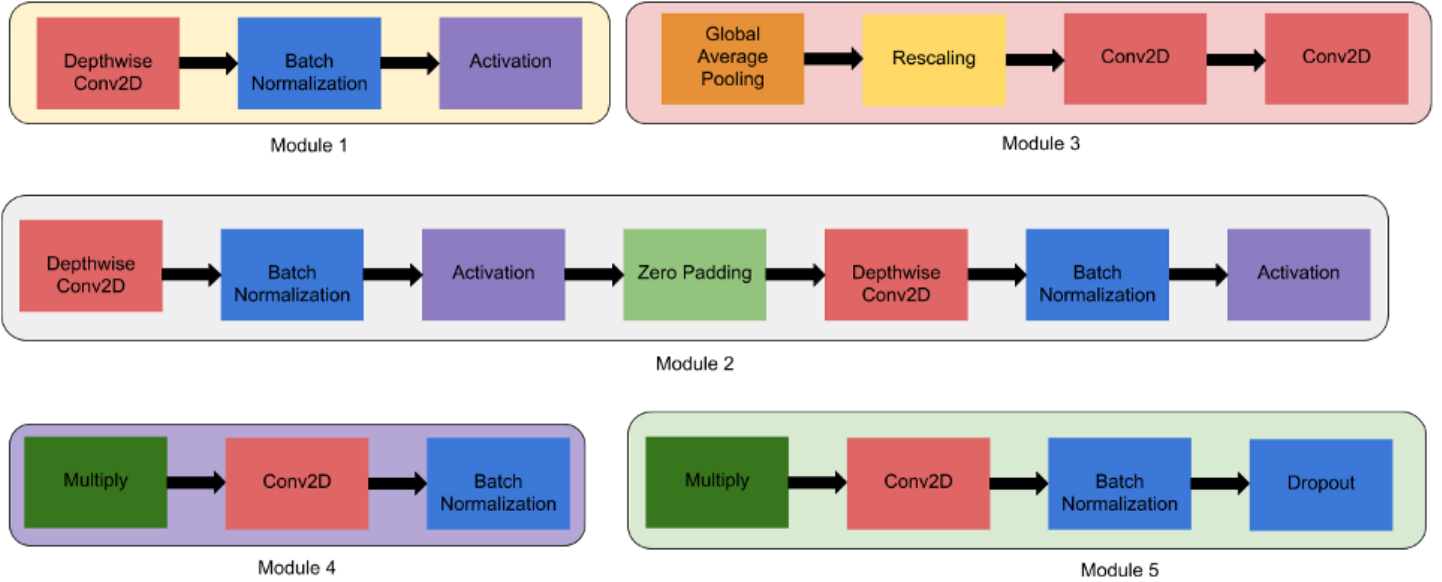 Depthwise
Conv2D
Batch
Normalization
Activation
Module 1
Global
Average
Pooling
Rescaling
Conv2D
Conv2D
Module 3
Depthwise
Conv2D
Batch
Normalization
Activation
Zero Padding
Depthwise
Conv2D
Batch
Normalization
Activation
Module 2
Multiply
Conv2D
Batch
Normalization
Module 4
Multiply
Conv2D
Batch
Normalization
Dropout
Module 5